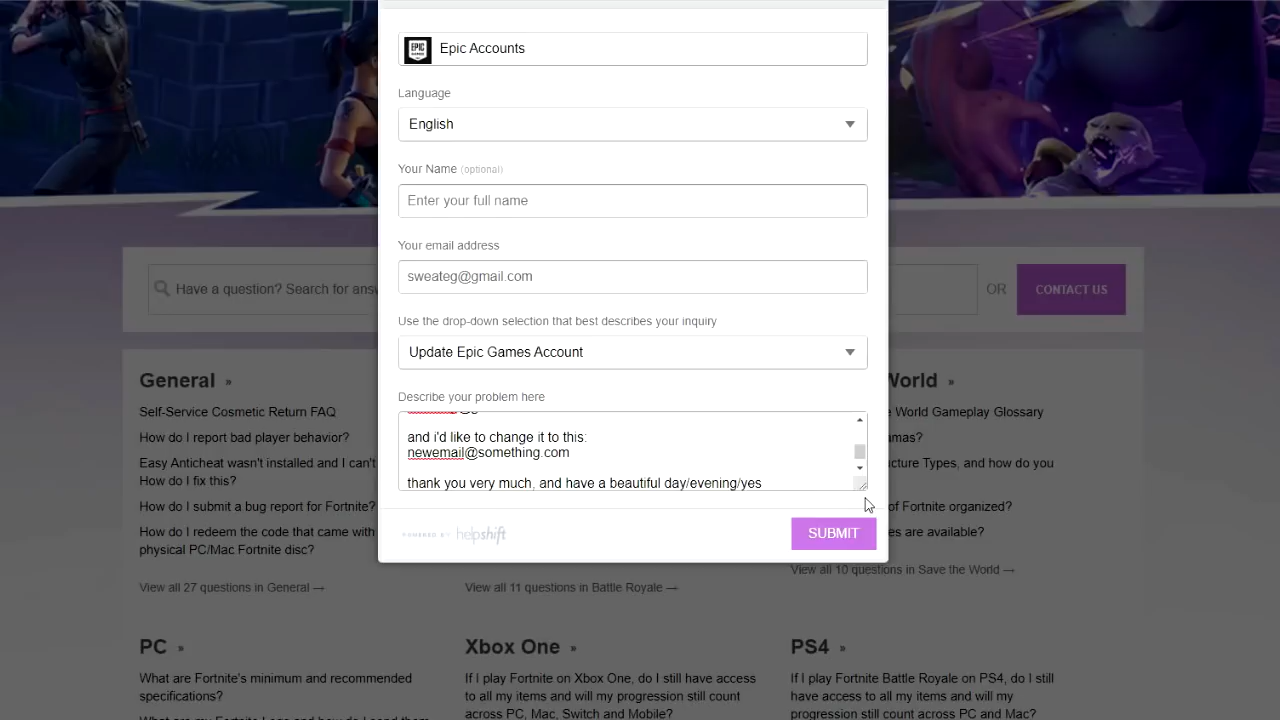 EPIC
GAMES
Epic Accounts
Language
English
Your Name (optional)
Enter your full name
Your email address
sweateg@gmail.com
Use the drop-down selection that best describes your inquiry
Update Epic Games Account
Describe your problem here
and i'd like to change it to this:
newemail@something.com
thank you very much, and have a beautiful day/evening/yes
POWERED BY helpshift
SUBMIT
Have a question? Search for answ
OR
CONTACT US
General »
Self-Service Cosmetic Return FAQ
How do I report bad player behavior?
Easy Anticheat wasn't installed and I can't
How do I fix this?
How do I submit a bug report for Fortnite?
How do I redeem the code that came with
physical PC/Mac Fortnite disc?
View all 27 questions in General →
View all 11 questions in Battle Royale →
World »
e World Gameplay Glossary
amas?
cture Types, and how do you
of Fortnite organized?
es are available?
View all 10 questions in Save the World →
PC »
What are Fortnite's minimum and recommended
specifications?
Xbox One »
If I play Fortnite on Xbox One, do I still have access
to all my items and will my progression still count
across PC, Mac, Switch and Mobile?
PS4 »
If I play Fortnite Battle Royale on PS4, do I still
have access to all my items and will my
progression still count across PC and Mac?